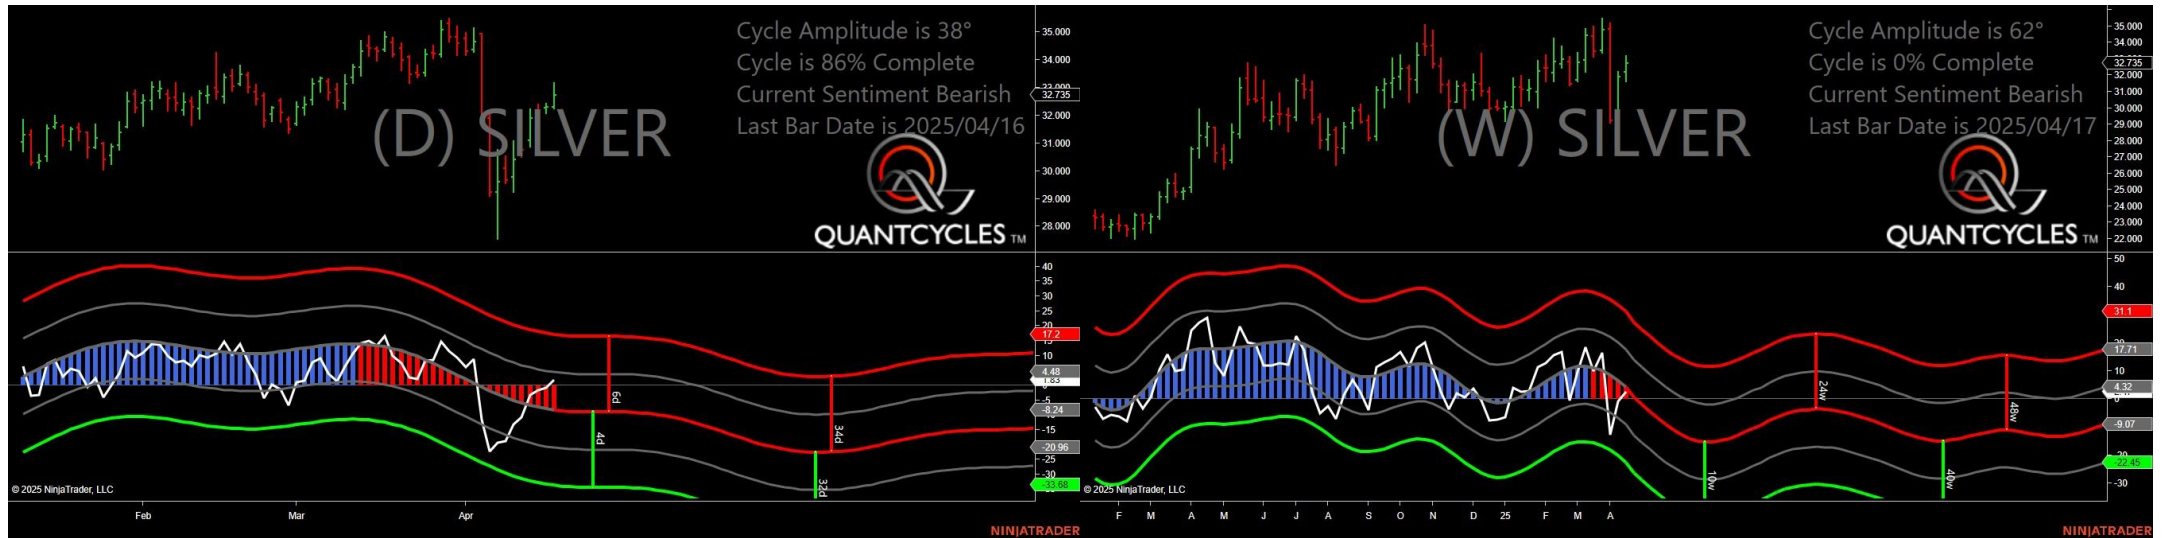 Cycle Amplitude is 38°
Cycle is 86% Complete
Current Sentiment Bearish
Last Bar Date is 2025/04/16
(D) SILVER
QUANTCYCLES TM
35.000
34.000
32.735
32.000
31.000
30.000
29.000
28.000
40
35
30
25
20
17.2
10
4.48
1.83
-5
-8.24
-15
-20.96
-25
-30
-33.68
6d
4d
34d
32d
© 2025 NinjaTrader, LLC
Feb
Mar
Apr
NINJATRADER
Cycle Amplitude is 62°
Cycle is 0% Complete
Current Sentiment Bearish
Last Bar Date is 2025/04/17
(W) SILVER
QUANTCYCLES TM
35.000
34.000
32.735
32.000
31.000
30.000
29.000
28.000
27.000
26.000
25.000
24.000
23.000
22.000
50
40
31.1
17.71
10
4.32
0
-9.07
-22.45
-30
24w
10w
48w
40w
© 2025 NinjaTrader, LLC
F M A M J J A S O N D 25 F M A
NINJATRADER